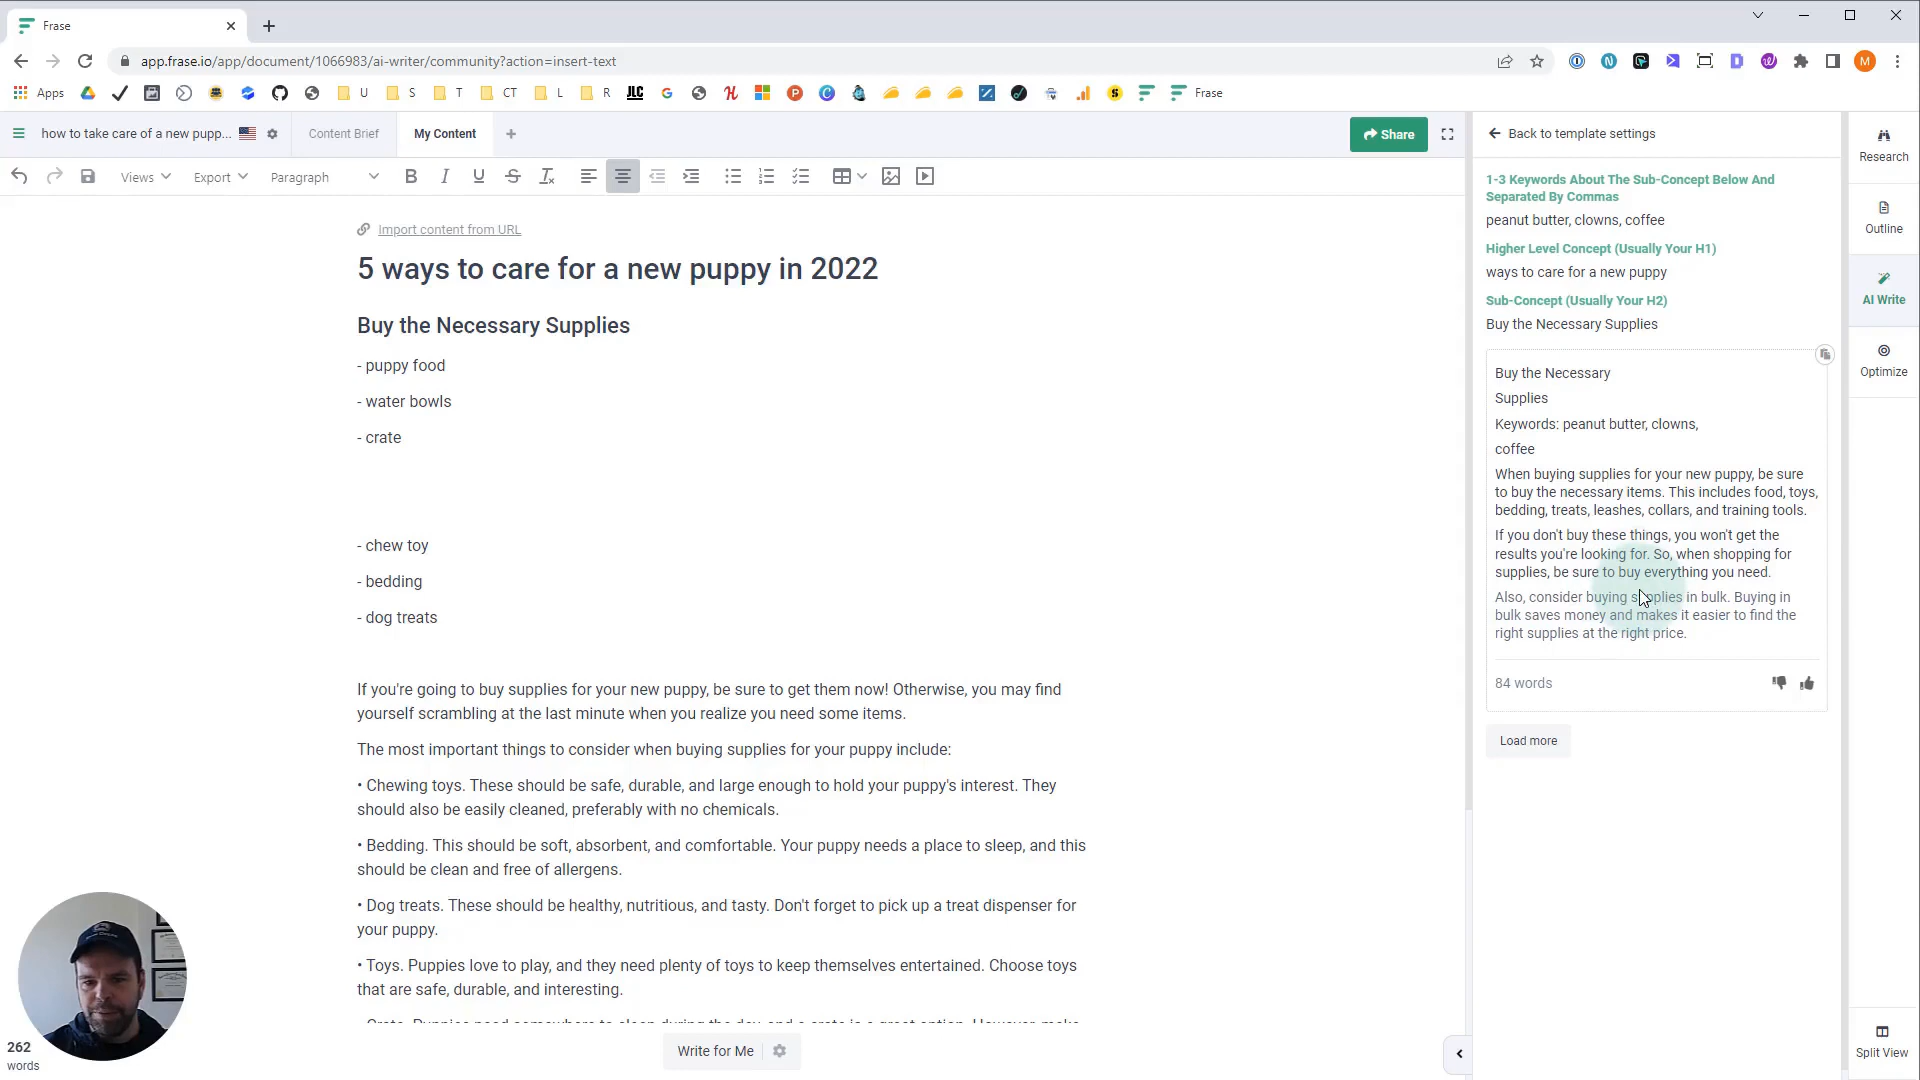 Frase
app.frase.io/app/document/1066983/ai-writer/community?action=insert-text
M
Apps
U
S
T
CT
L
R
JLC
Frase
how to take care of a new pupp...
Content Brief
My Content
Share
Back to template settings
Research
Views
Export
Paragraph
1-3 Keywords About The Sub-Concept Below And
Separated By Commas
peanut butter, clowns, coffee
Higher Level Concept (Usually Your H1)
ways to care for a new puppy
Sub-Concept (Usually Your H2)
Buy the Necessary Supplies
Outline
AI Write
Optimize
Import content from URL
5 ways to care for a new puppy in 2022
Buy the Necessary Supplies
- puppy food
- water bowls
- crate
- chew toy
- bedding
- dog treats
If you're going to buy supplies for your new puppy, be sure to get them now! Otherwise, you may find
yourself scrambling at the last minute when you realize you need some items.
The most important things to consider when buying supplies for your puppy include:
• Chewing toys. These should be safe, durable, and large enough to hold your puppy's interest. They
should also be easily cleaned, preferably with no chemicals.
• Bedding. This should be soft, absorbent, and comfortable. Your puppy needs a place to sleep, and this
should be clean and free of allergens.
• Dog treats. These should be healthy, nutritious, and tasty. Don't forget to pick up a treat dispenser for
your puppy.
• Toys. Puppies love to play, and they need plenty of toys to keep themselves entertained. Choose toys
that are safe, durable, and interesting.
Buy the Necessary
Supplies
Keywords: peanut butter, clowns,
coffee
When buying supplies for your new puppy, be sure
to buy the necessary items. This includes food, toys,
bedding, treats, leashes, collars, and training tools.
If you don't buy these things, you won't get the
results you're looking for. So, when shopping for
supplies, be sure to buy everything you need.
Also, consider buying supplies in bulk. Buying in
bulk saves money and makes it easier to find the
right supplies at the right price.
84 words
Load more
262
words
Write for Me
Split View